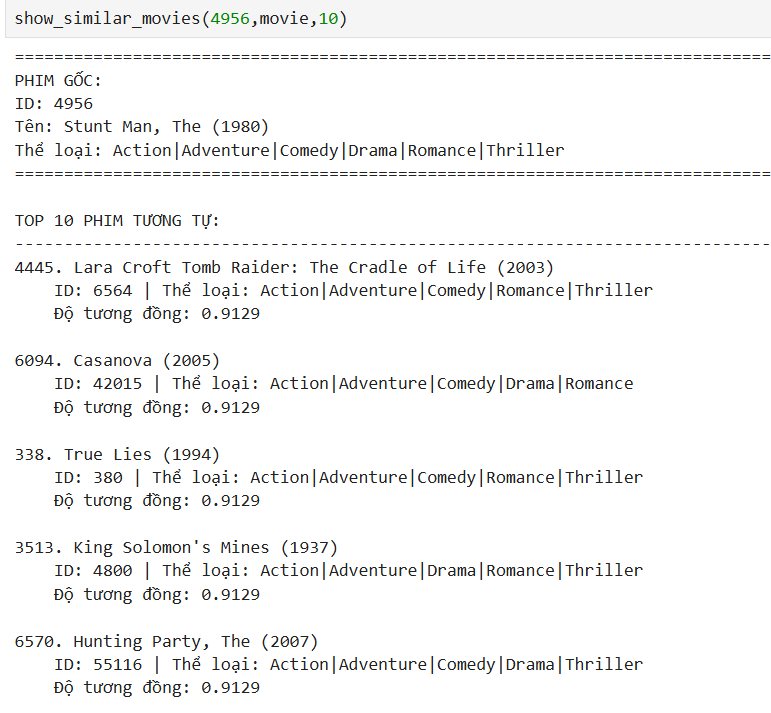 show_similar_movies(4956,movie,10)
================================================================================
PHIM GỐC:
ID: 4956
Tên: Stunt Man, The (1980)
Thể loại: Action|Adventure|Comedy|Drama|Romance|Thriller
================================================================================
TOP 10 PHIM TƯƠNG TỰ:
--------------------------------------------------------------------------------
4445. Lara Croft Tomb Raider: The Cradle of Life (2003)
ID: 6564 | Thể loại: Action|Adventure|Comedy|Romance|Thriller
Độ tương đồng: 0.9129
6094. Casanova (2005)
ID: 42015 | Thể loại: Action|Adventure|Comedy|Drama|Romance
Độ tương đồng: 0.9129
338. True Lies (1994)
ID: 380 | Thể loại: Action|Adventure|Comedy|Romance|Thriller
Độ tương đồng: 0.9129
3513. King Solomon's Mines (1937)
ID: 4800 | Thể loại: Action|Adventure|Drama|Romance|Thriller
Độ tương đồng: 0.9129
6570. Hunting Party, The (2007)
ID: 55116 | Thể loại: Action|Adventure|Comedy|Drama|Thriller
Độ tương đồng: 0.9129